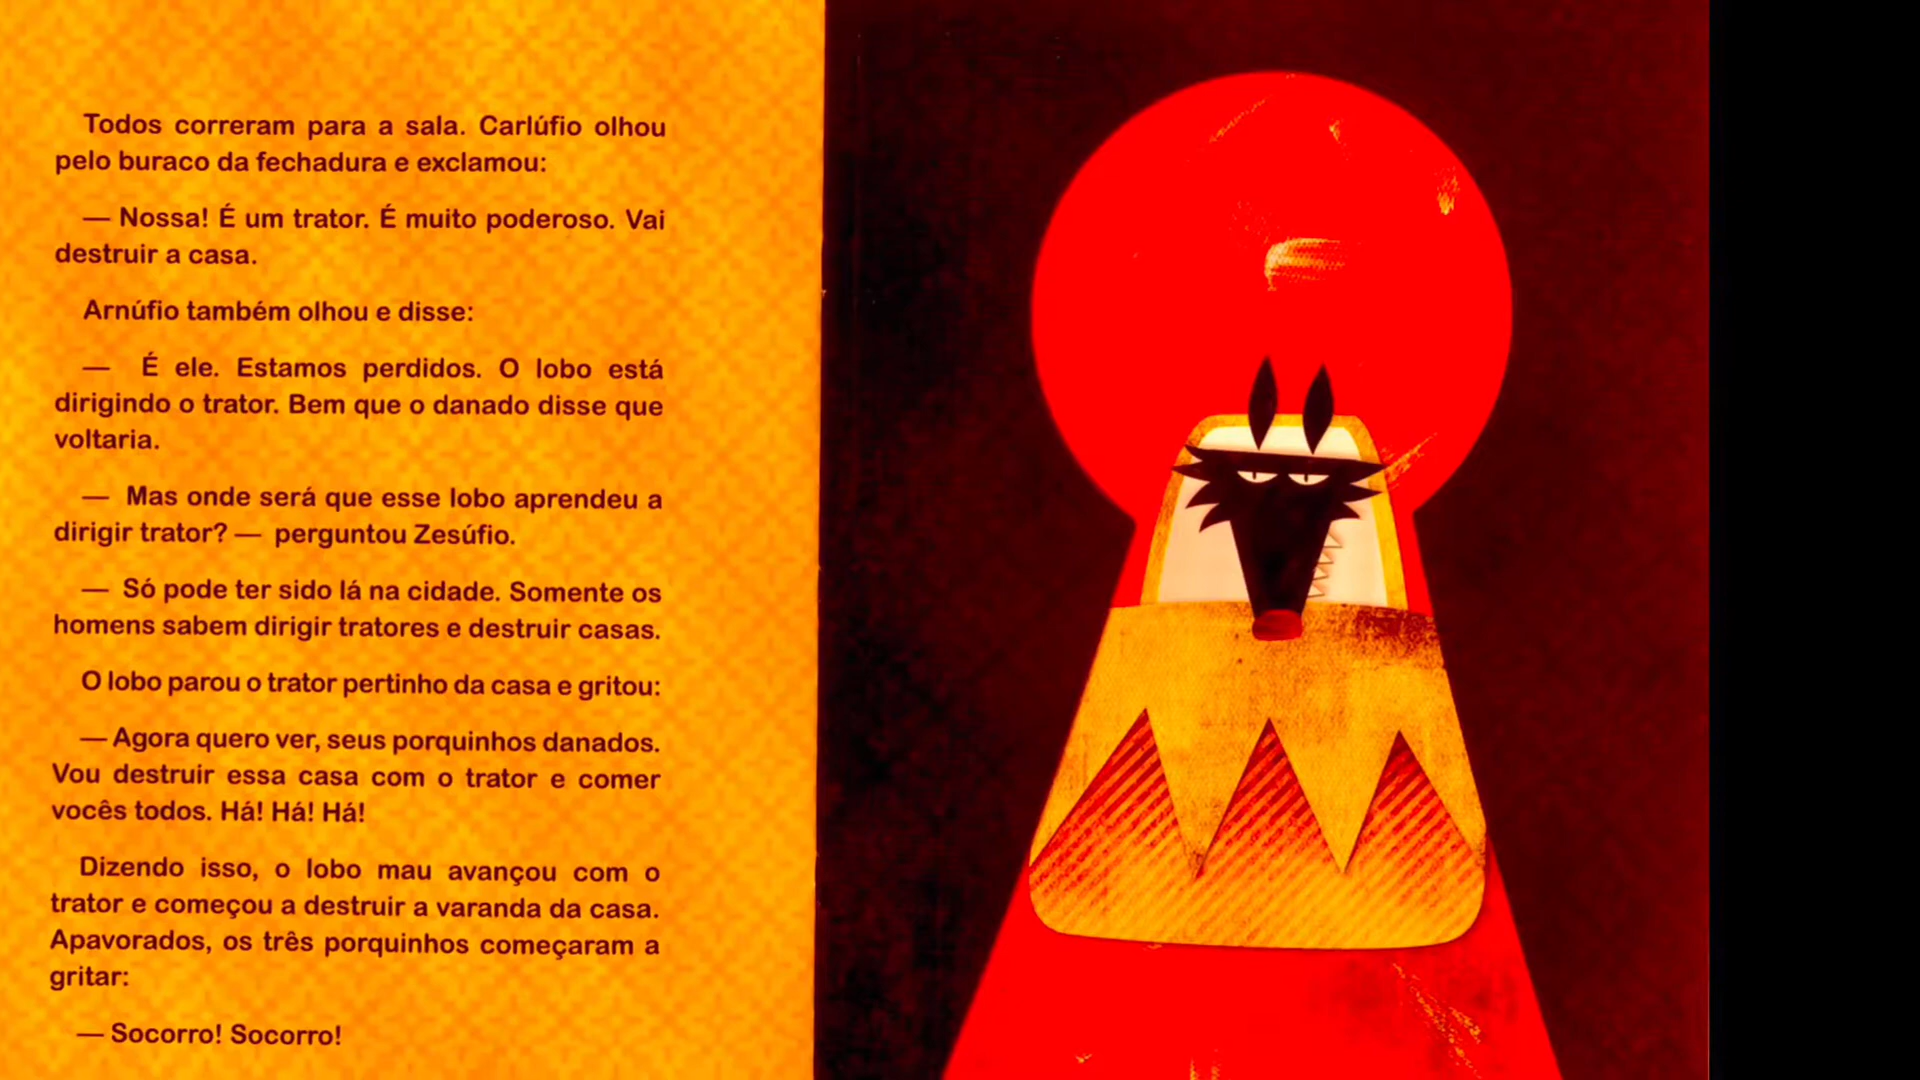 Todos correram para a sala. Carlúfio olhou
pelo buraco da fechadura e exclamou:
— Nossa! É um trator. É muito poderoso. Vai
destruir a casa.
Arnúfio também olhou e disse:
— É ele. Estamos perdidos. O lobo está
dirigindo o trator. Bem que o danado disse que
voltaria.
— Mas onde será que esse lobo aprendeu a
dirigir trator? — perguntou Zesúfio.
— Só pode ter sido lá na cidade. Somente os
homens sabem dirigir tratores e destruir casas.
O lobo parou o trator pertinho da casa e gritou:
— Agora quero ver, seus porquinhos danados.
Vou destruir essa casa com o trator e comer
vocês todos. Há! Há! Há!
Dizendo isso, o lobo mau avançou com o
trator e começou a destruir a varanda da casa.
Apavorados, os três porquinhos começaram a
gritar:
— Socorro! Socorro!